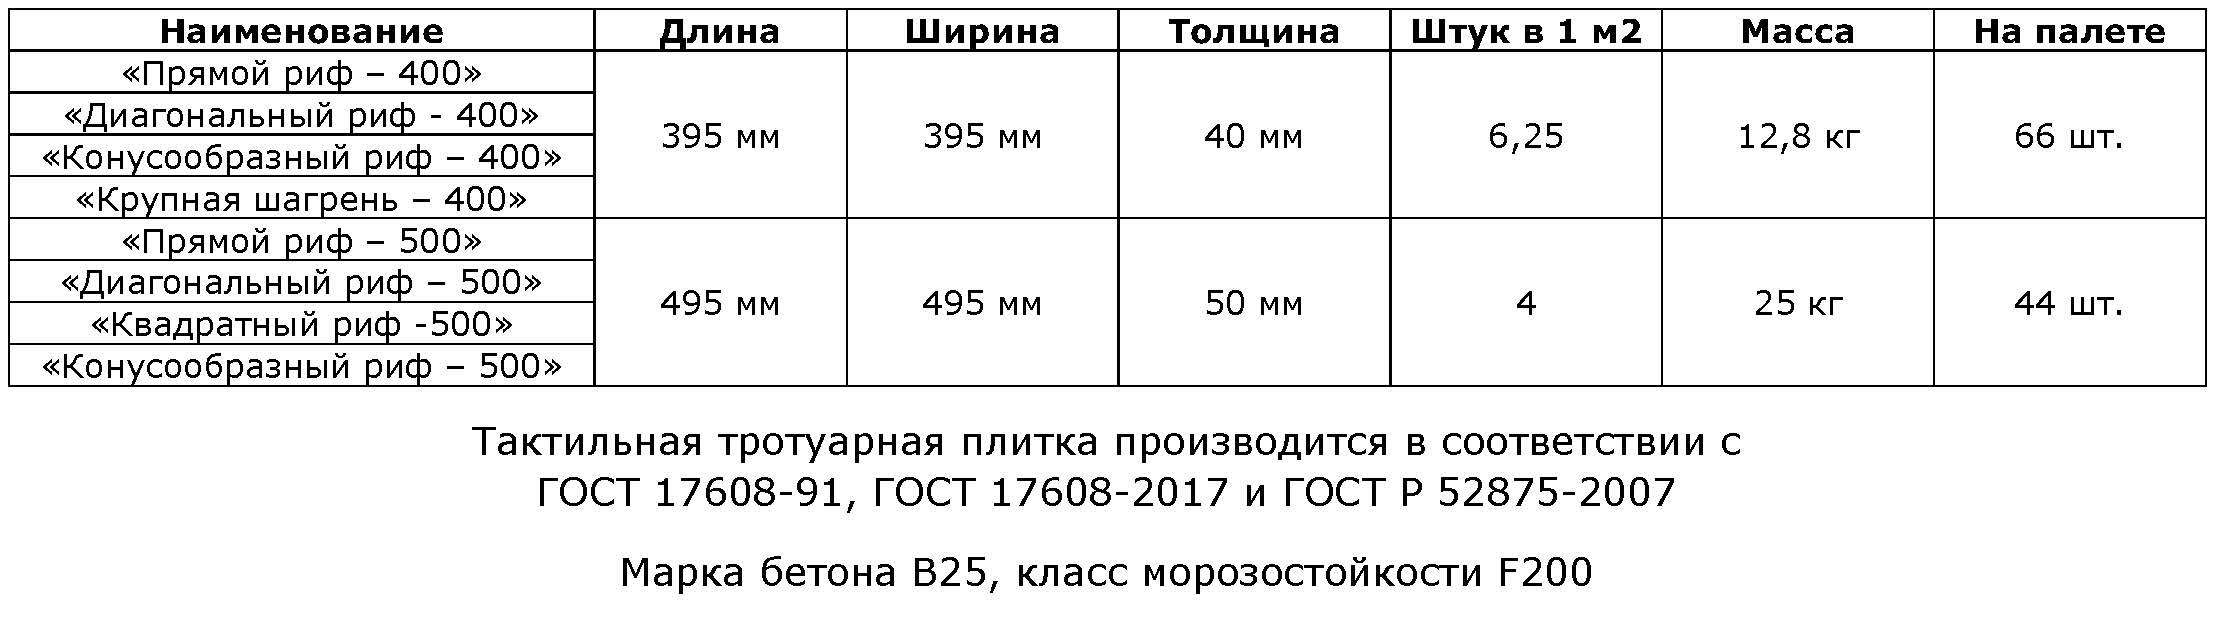 Наименование Длина Ширина Толщина Штук в 1 м2 Масса На палете
«Прямой риф – 400»
«Диагональный риф - 400»
395 мм 395 мм 40 мм 6,25 12,8 кг 66 шт.
«Конусообразный риф – 400»
«Крупная шагрень – 400»
«Прямой риф – 500»
«Диагональный риф – 500»
495 мм 495 мм 50 мм 4 25 кг 44 шт.
«Квадратный риф -500»
«Конусообразный риф – 500»
Тактильная тротуарная плитка производится в соответствии с
ГОСТ 17608-91, ГОСТ 17608-2017 и ГОСТ Р 52875-2007
Марка бетона В25, класс морозостойкости F200